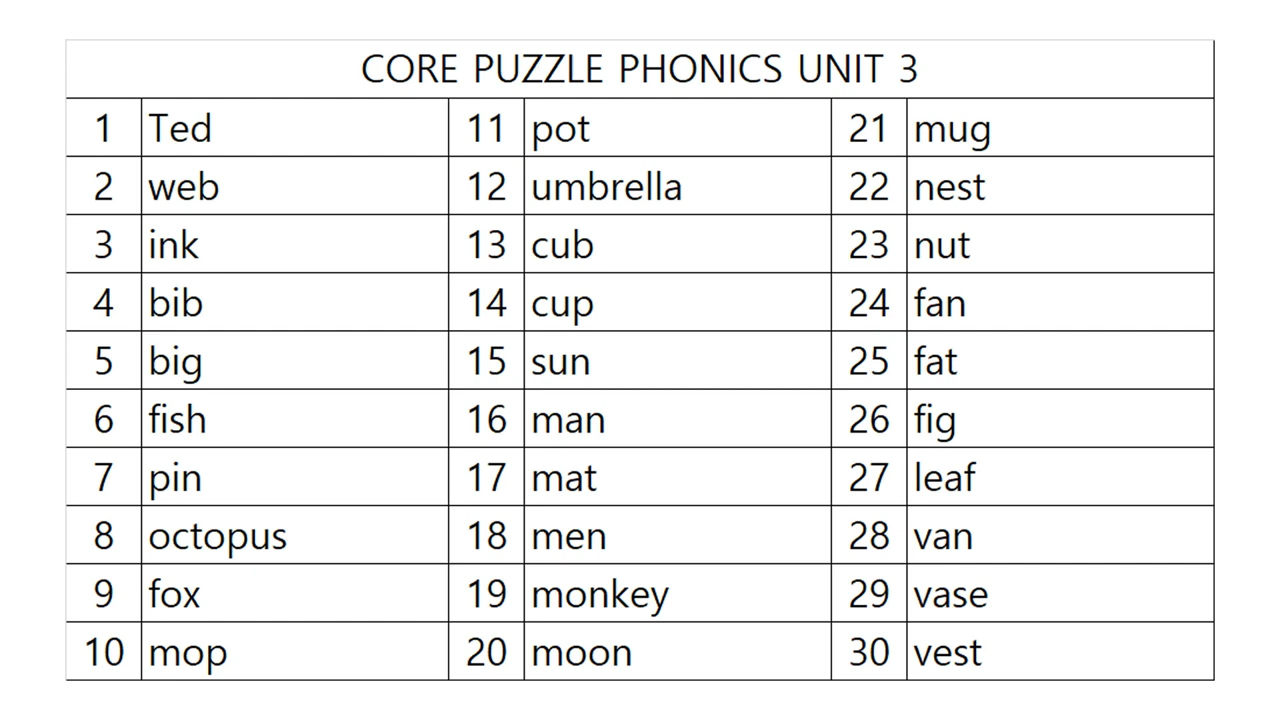 CORE PUZZLE PHONICS UNIT 3
1 Ted 11 pot 21 mug
2 web 12 umbrella 22 nest
3 ink 13 cub 23 nut
4 bib 14 cup 24 fan
5 big 15 sun 25 fat
6 fish 16 man 26 fig
7 pin 17 mat 27 leaf
8 octopus 18 men 28 van
9 fox 19 monkey 29 vase
10 mop 20 moon 30 vest